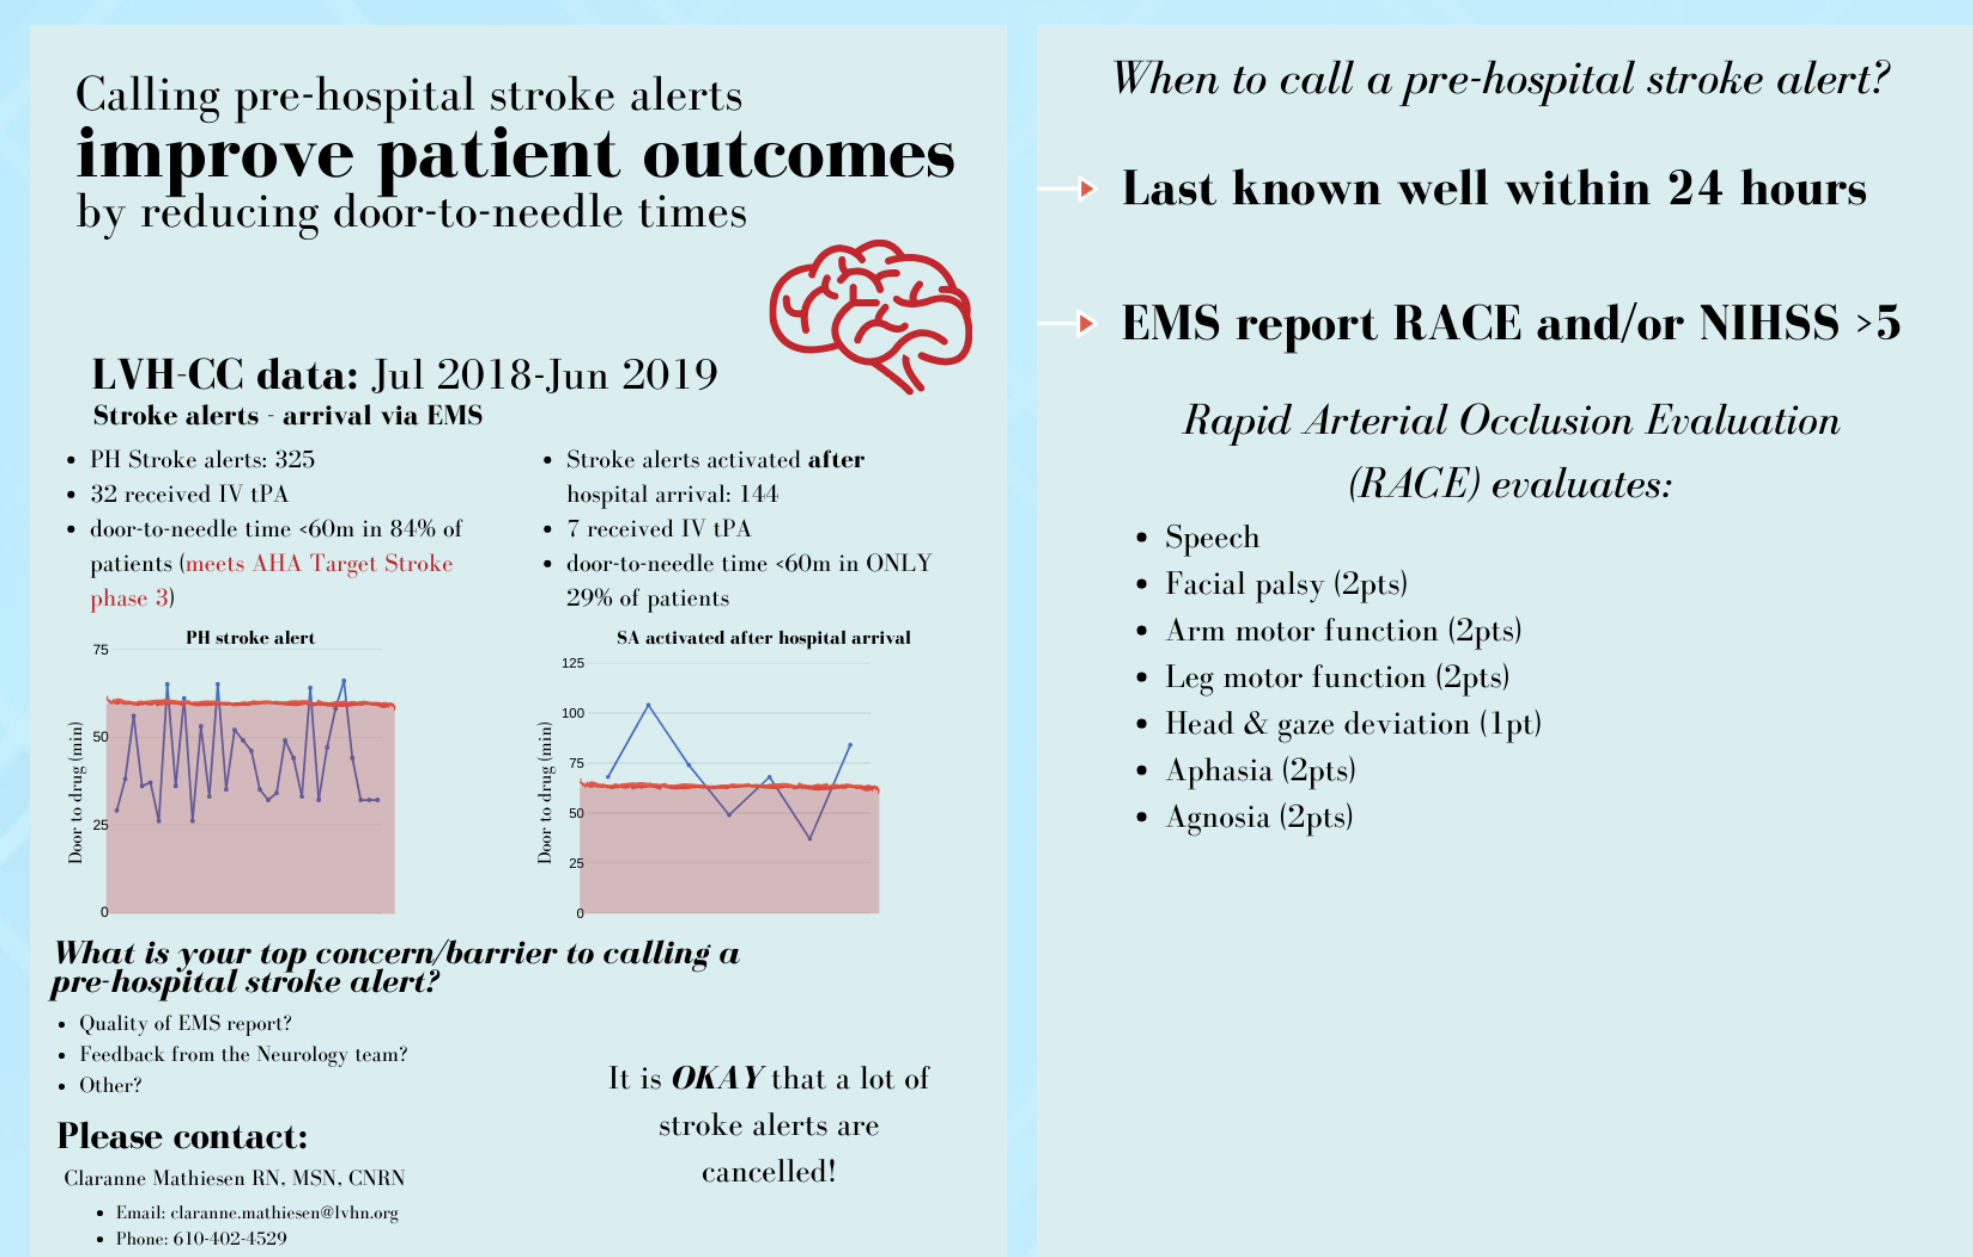 Calling pre-hospital stroke alerts
improve patient outcomes
by reducing door-to-needle times
LVH-CC data: Jul 2018-Jun 2019
Stroke alerts - arrival via EMS
• PH Stroke alerts: 325
• 32 received IV tPA
• door-to-needle time <60m in 84% of
patients (meets AHA Target Stroke
phase 3)
• Stroke alerts activated after
hospital arrival: 144
• 7 received IV tPA
• door-to-needle time <60m in ONLY
29% of patients
PH stroke alert
Door to drug (min)
75
50
25
0
SA activated after hospital arrival
Door to drug (min)
125
100
75
50
25
0
What is your top concern/barrier to calling a
pre-hospital stroke alert?
• Quality of EMS report?
• Feedback from the Neurology team?
• Other?
Please contact:
Claranne Mathiesen RN, MSN, CNRN
• Email: claranne.mathiesen@lvhn.org
• Phone: 610-402-4529
It is OKAY that a lot of
stroke alerts are
cancelled!
When to call a pre-hospital stroke alert?
Last known well within 24 hours
EMS report RACE and/or NIHSS >5
Rapid Arterial Occlusion Evaluation
(RACE) evaluates:
• Speech
• Facial palsy (2pts)
• Arm motor function (2pts)
• Leg motor function (2pts)
• Head & gaze deviation (1pt)
• Aphasia (2pts)
• Agnosia (2pts)